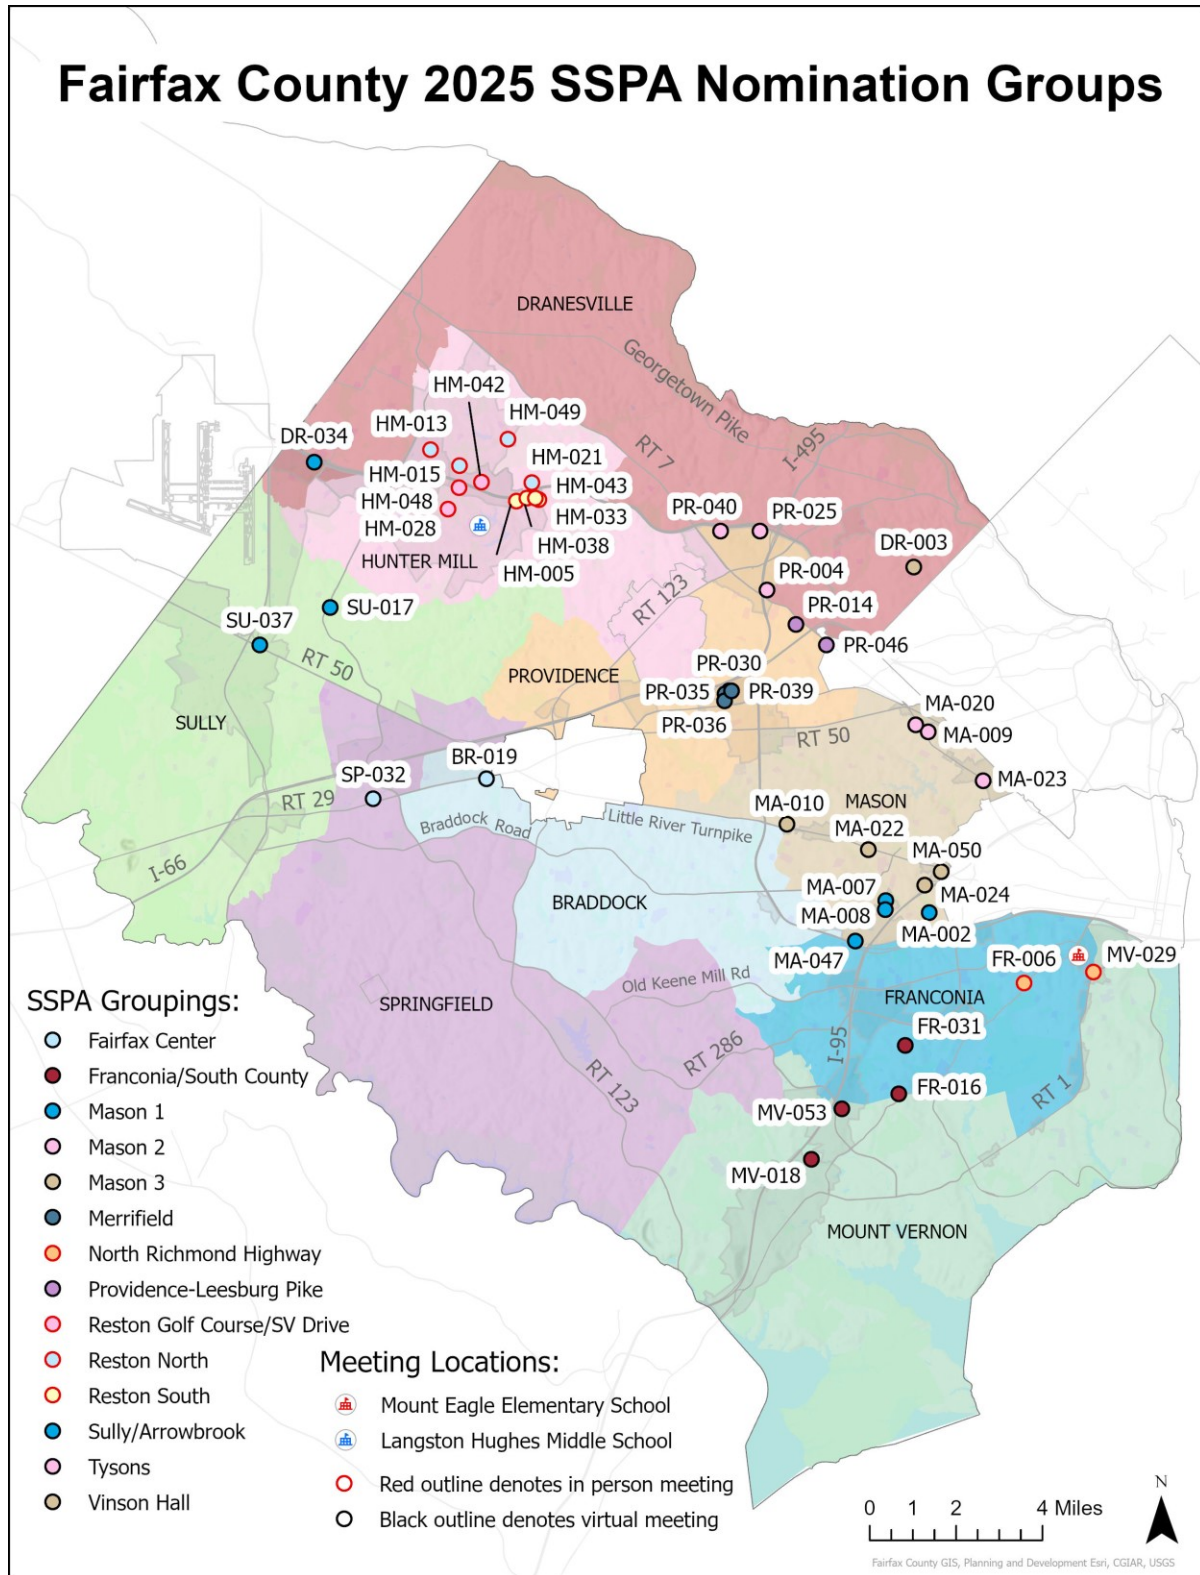 Fairfax County 2025 SSPA Nomination Groups
DRANESVILLE
Georgetown Pike
HM-042
HM-049
HM-013
DR-034
RT 7
I-495
HM-015
HM-021
HM-048
HM-043
HM-028
HM-033
HM-038
HM-005
HUNTER MILL
PR-040
PR-025
DR-003
PR-004
PR-014
RT 123
SU-017
SU-037
PR-046
RT 50
PROVIDENCE
PR-030
PR-035
PR-039
PR-036
SULLY
RT 50
MA-020
MA-009
BR-019
SP-032
MA-023
RT 29
MASON
MA-010
Braddock Road
Little River Turnpike
MA-022
MA-050
I-66
MA-007
MA-024
MA-008
MA-002
BRADDOCK
MA-047
FR-006
MV-029
Old Keene Mill Rd
FRANCONIA
SPRINGFIELD
FR-031
I-95
RT 286
RT 123
FR-016
RT 1
MV-053
MV-018
MOUNT VERNON
SSPA Groupings:
Fairfax Center
Franconia/South County
Mason 1
Mason 2
Mason 3
Merrifield
North Richmond Highway
Providence-Leesburg Pike
Reston Golf Course/SV Drive
Reston North
Reston South
Sully/Arrowbrook
Tysons
Vinson Hall
Meeting Locations:
Mount Eagle Elementary School
Langston Hughes Middle School
Red outline denotes in person meeting
Black outline denotes virtual meeting
N
0 1 2 4 Miles
Fairfax County GIS, Planning and Development Esri, CGIAR, USGS